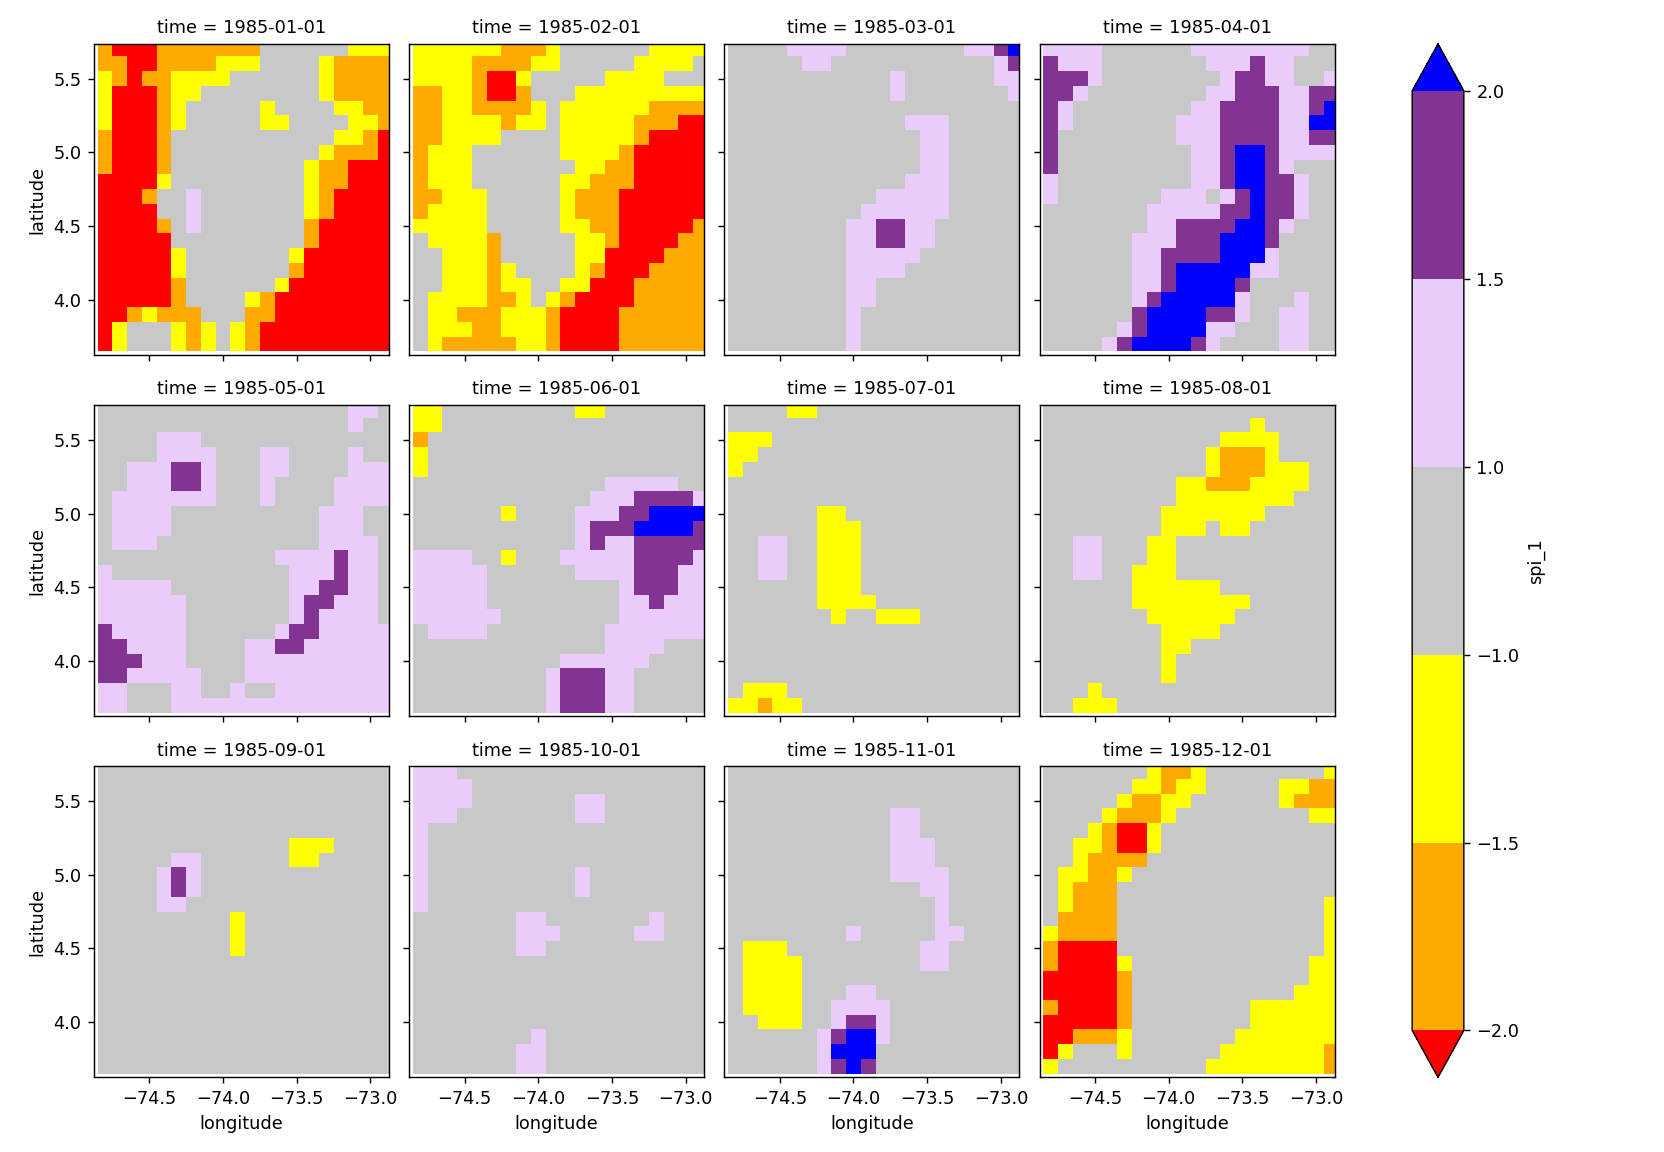 time = 1985-01-01 time = 1985-02-01 time = 1985-03-01 time = 1985-04-01
5.5
5.0
4.5
4.0
latitude
2.0
1.5
1.0
−1.0
−1.5
−2.0
spi_1
time = 1985-05-01 time = 1985-06-01 time = 1985-07-01 time = 1985-08-01
5.5
5.0
4.5
4.0
latitude
time = 1985-09-01 time = 1985-10-01 time = 1985-11-01 time = 1985-12-01
5.5
5.0
4.5
4.0
latitude
−74.5 −74.0 −73.5 −73.0 −74.5 −74.0 −73.5 −73.0 −74.5 −74.0 −73.5 −73.0 −74.5 −74.0 −73.5 −73.0
longitude longitude longitude longitude